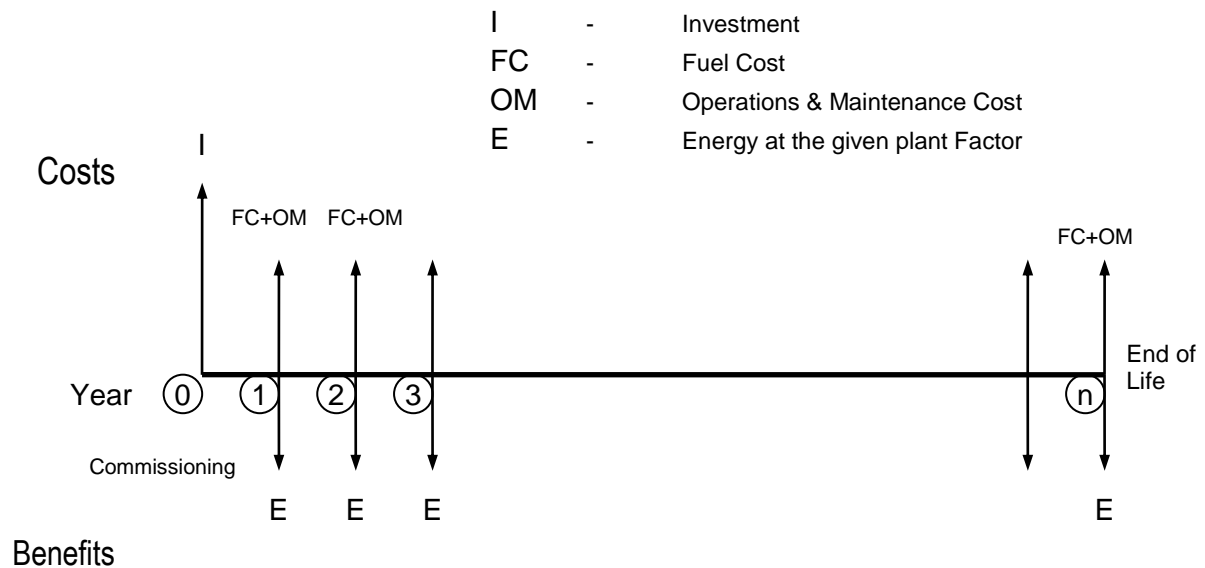 I - Investment
FC - Fuel Cost
OM - Operations & Maintenance Cost
E - Energy at the given plant Factor
I
Costs
FC+OM FC+OM
FC+OM
End of
Life
Year 0 1 2 3 n
Commissioning
E E E E
Benefits